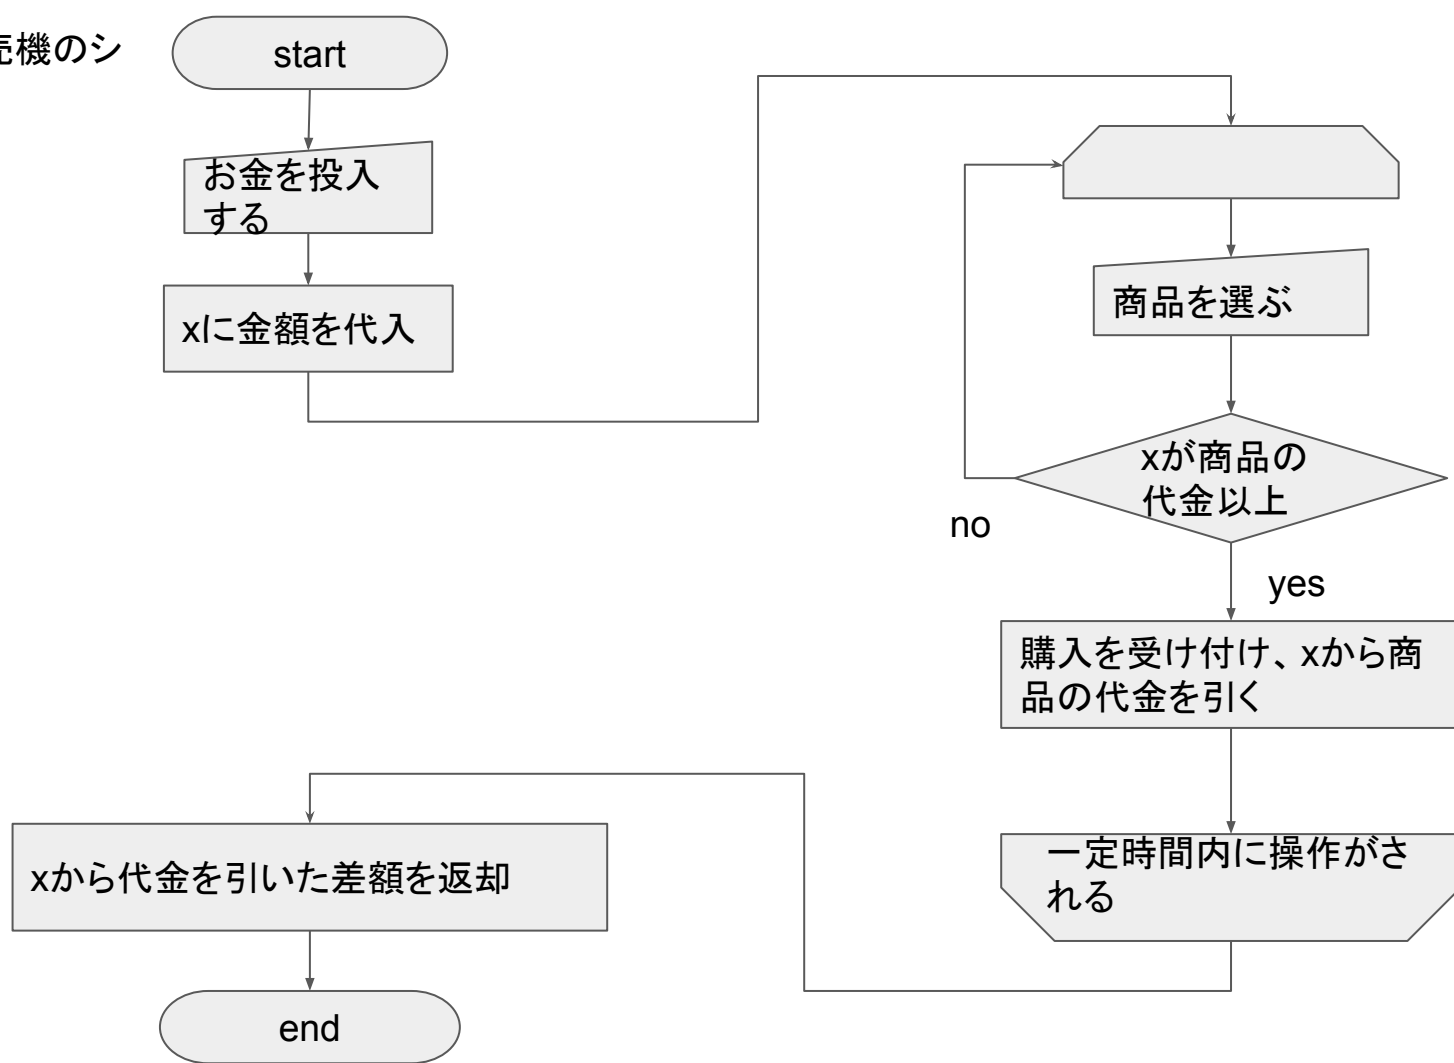 売機のシ
start
お金を投入
する
xに金額を代入
商品を選ぶ
xが商品の
代金以上
no
yes
購入を受け付け、xから商
品の代金を引く
一定時間内に操作がさ
れる
xから代金を引いた差額を返却
end